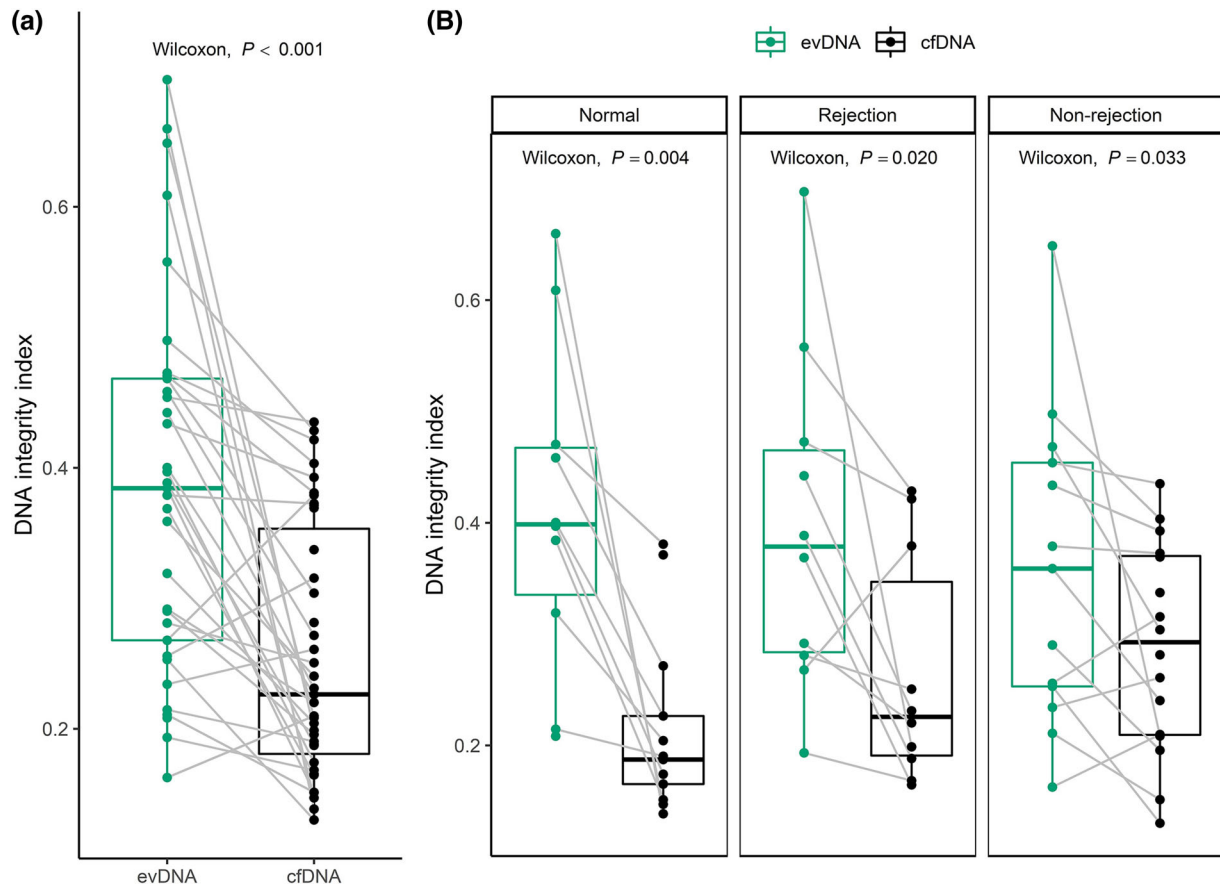 (a)
Wilcoxon, P < 0.001
DNA integrity index
0.6
0.4
0.2
evDNA cfDNA
(B)
evDNA cfDNA
Normal Rejection Non-rejection
Wilcoxon, P = 0.004 Wilcoxon, P = 0.020 Wilcoxon, P = 0.033
DNA integrity index
0.6
0.4
0.2